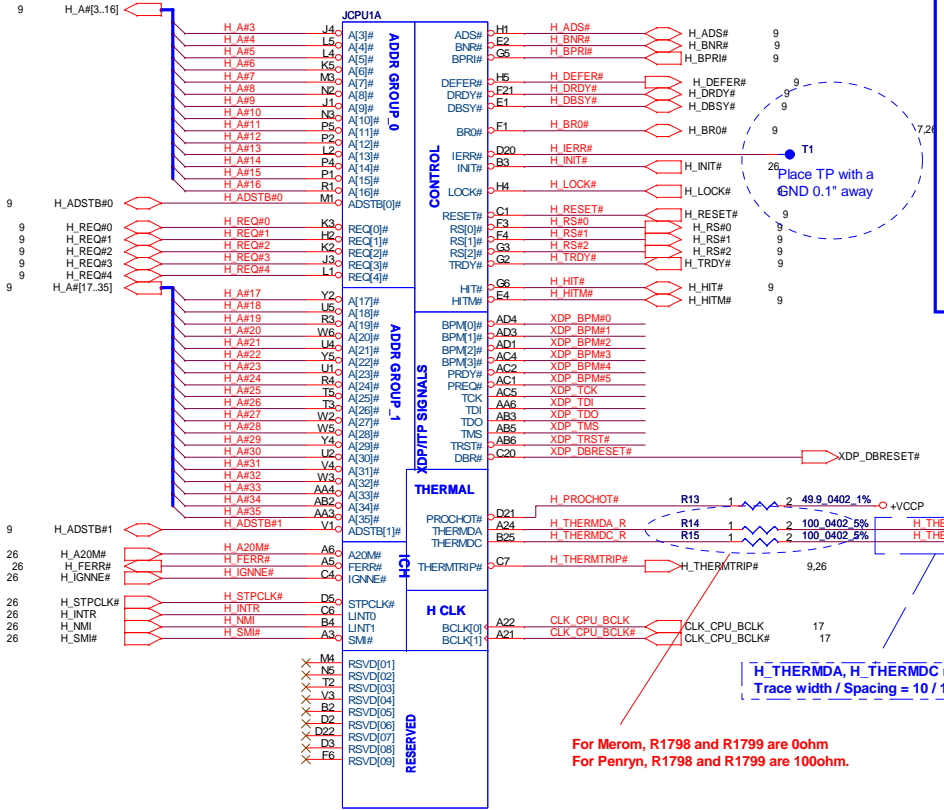 JCPU1A
9 H_A#[3..16]
H_A#3 J4 A[3]#
H_A#4 L5 A[4]#
H_A#5 L4 A[5]#
H_A#6 K5 A[6]#
H_A#7 M3 A[7]#
H_A#8 N2 A[8]#
H_A#9 J1 A[9]#
H_A#10 N3 A[10]#
H_A#11 P5 A[11]#
H_A#12 P2 A[12]#
H_A#13 L2 A[13]#
H_A#14 P4 A[14]#
H_A#15 P1 A[15]#
H_A#16 R1 A[16]#
9 H_ADSTB#0 H_ADSTB#0 M1 ADSTB[0]#
9 H_REQ#0 H_REQ#0 K3 REQ[0]#
9 H_REQ#1 H_REQ#1 H2 REQ[1]#
9 H_REQ#2 H_REQ#2 K2 REQ[2]#
9 H_REQ#3 H_REQ#3 J3 REQ[3]#
9 H_REQ#4 H_REQ#4 L1 REQ[4]#
9 H_A#[17..35]
H_A#17 Y2 A[17]#
H_A#18 U5 A[18]#
H_A#19 R3 A[19]#
H_A#20 W6 A[20]#
H_A#21 U4 A[21]#
H_A#22 Y5 A[22]#
H_A#23 U1 A[23]#
H_A#24 R4 A[24]#
H_A#25 T5 A[25]#
H_A#26 T3 A[26]#
H_A#27 W2 A[27]#
H_A#28 W5 A[28]#
H_A#29 Y4 A[29]#
H_A#30 U2 A[30]#
H_A#31 V4 A[31]#
H_A#32 W3 A[32]#
H_A#33 AA4 A[33]#
H_A#34 AB2 A[34]#
H_A#35 AA3 A[35]#
9 H_ADSTB#1 H_ADSTB#1 V1 ADSTB[1]#
26 H_A20M# H_A20M# A6 A20M#
26 H_FERR# H_FERR# A5 FERR#
26 H_IGNNE# H_IGNNE# C4 IGNNE#
26 H_STPCLK# H_STPCLK# D5 STPCLK#
26 H_INTR H_INTR C6 LINT0
26 H_NMI H_NMI B4 LINT1
26 H_SMI# H_SMI# A3 SMI#
M4 RSVD[01]
N5 RSVD[02]
T2 RSVD[03]
V3 RSVD[04]
B2 RSVD[05]
D2 RSVD[06]
D22 RSVD[07]
D3 RSVD[08]
F6 RSVD[09]
ADDR GROUP_0
ADDR GROUP_1
ICH
RESERVED
CONTROL
XDP/ITP SIGNALS
THERMAL
H CLK
ADS# H1 H_ADS# H_ADS# 9
BNR# E2 H_BNR# H_BNR# 9
BPRI# G5 H_BPRI# H_BPRI# 9
DEFER# H5 H_DEFER# H_DEFER# 9
DRDY# F21 H_DRDY# H_DRDY# 9
DBSY# E1 H_DBSY# H_DBSY# 9
BR0# F1 H_BR0# H_BR0# 9
IERR# D20 H_IERR# T1
INIT# B3 H_INIT# H_INIT# 26
LOCK# H4 H_LOCK# H_LOCK# 9
RESET# C1 H_RESET# H_RESET# 9
RS[0]# F3 H_RS#0 H_RS#0 9
RS[1]# F4 H_RS#1 H_RS#1 9
RS[2]# G3 H_RS#2 H_RS#2 9
TRDY# G2 H_TRDY# H_TRDY# 9
HIT# G6 H_HIT# H_HIT# 9
HITM# E4 H_HITM# H_HITM# 9
Place TP with a
GND 0.1" away
7,26
BPM[0]# AD4 XDP_BPM#0
BPM[1]# AD3 XDP_BPM#1
BPM[2]# AD1 XDP_BPM#2
BPM[3]# AC4 XDP_BPM#3
PRDY# AC2 XDP_BPM#4
PREQ# AC1 XDP_BPM#5
TCK AC5 XDP_TCK
TDI AA6 XDP_TDI
TDO AB3 XDP_TDO
TMS AB5 XDP_TMS
TRST# AB6 XDP_TRST#
DBR# C20 XDP_DBRESET# XDP_DBRESET#
PROCHOT# D21 H_PROCHOT# R13 1 2 49.9_0402_1% +VCCP
THERMDA A24 H_THERMDA_R R14 1 2 100_0402_5% H_THE
THERMDC B25 H_THERMDC_R R15 1 2 100_0402_5% H_THE
THERMTRIP# C7 H_THERMTRIP# H_THERMTRIP# 9,26
BCLK[0] A22 CLK_CPU_BCLK CLK_CPU_BCLK 17
BCLK[1] A21 CLK_CPU_BCLK# CLK_CPU_BCLK# 17
H_THERMDA, H_THERMDC
Trace width / Spacing = 10 / 1
For Merom, R1798 and R1799 are 0ohm
For Penryn, R1798 and R1799 are 100ohm.